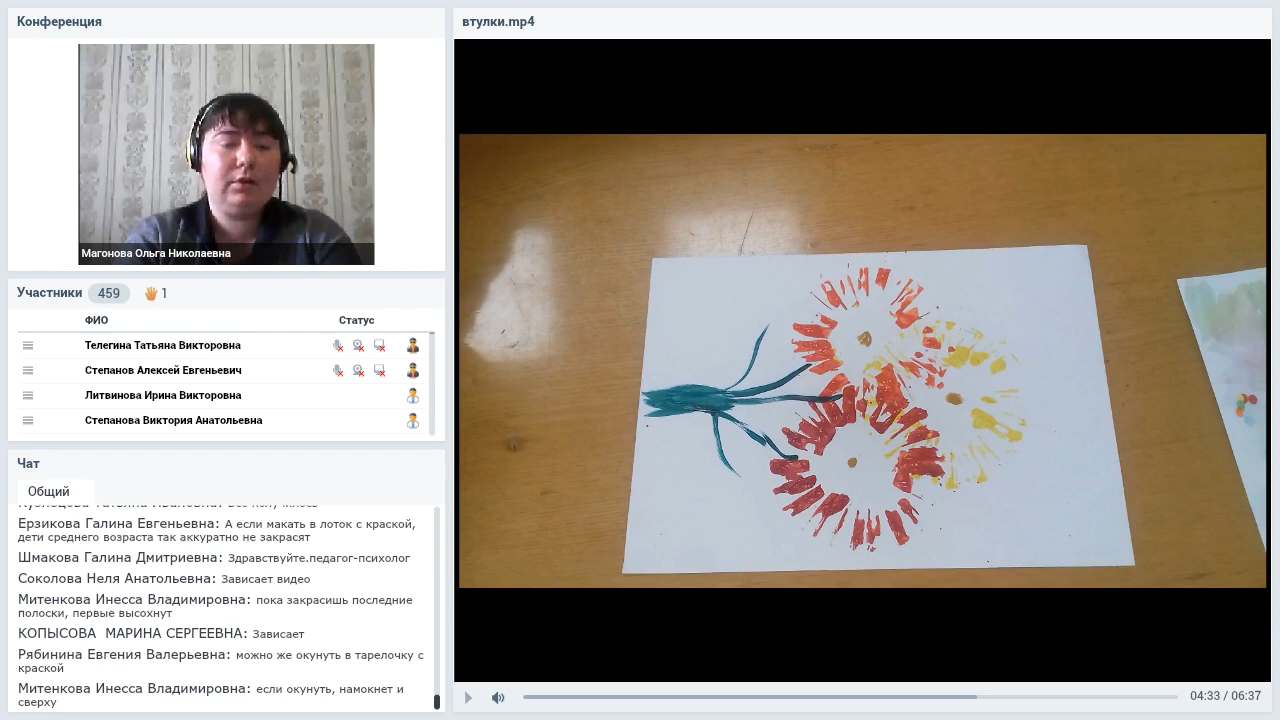 Конференция
Магонова Ольга Николаевна
Участники 459 1
ФИО Статус
Телегина Татьяна Викторовна
Степанов Алексей Евгеньевич
Литвинова Ирина Викторовна
Степанова Виктория Анатольевна
Чат
Общий
Ерзикова Галина Евгеньевна: А если макать в лоток с краской,
дети среднего возраста так аккуратно не закрасят
Шмакова Галина Дмитриевна: Здравствуйте.педагог-психолог
Соколова Неля Анатольевна: Зависает видео
Митенкова Инесса Владимировна: пока закрасишь последние
полоски, первые высохнут
КОПЫСОВА МАРИНА СЕРГЕЕВНА: Зависает
Рябинина Евгения Валерьевна: можно же окунуть в тарелочку с
краской
Митенкова Инесса Владимировна: если окунуть, намокнет и
сверху
втулки.mp4
04:33 / 06:37